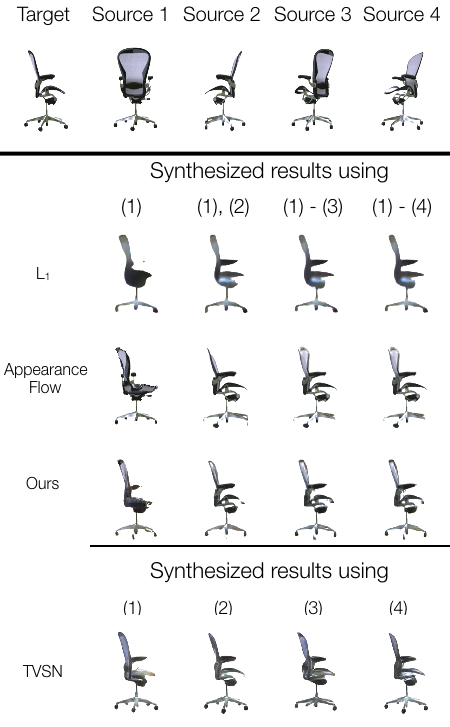 Target Source 1 Source 2 Source 3 Source 4
Synthesized results using
(1) (1), (2) (1) - (3) (1) - (4)
L₁
Appearance
Flow
Ours
Synthesized results using
(1) (2) (3) (4)
TVSN